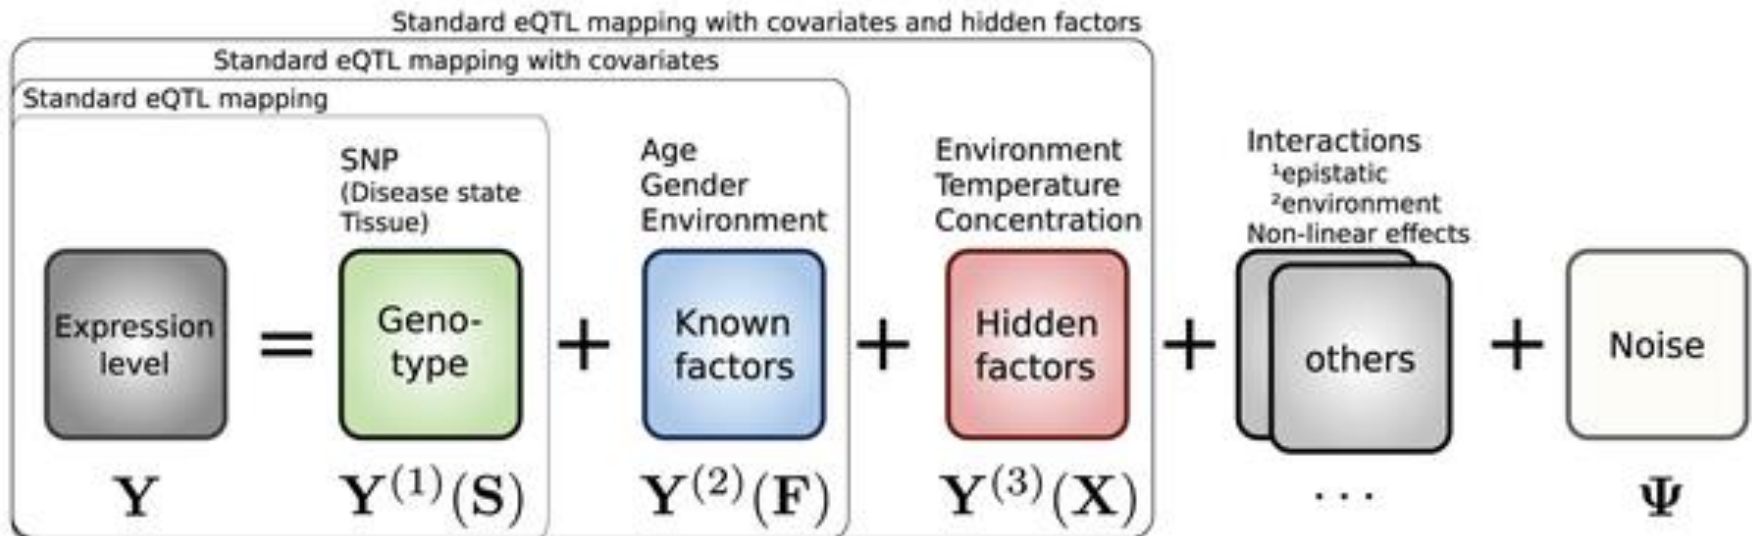 Standard eQTL mapping with covariates and hidden factors
Standard eQTL mapping with covariates
Standard eQTL mapping
SNP
(Disease state
Tissue)
Age
Gender
Environment
Environment
Temperature
Concentration
Interactions
¹epistatic
²environment
Non-linear effects
Expression
level
=
Geno-
type
+
Known
factors
+
Hidden
factors
+
others
+
Noise
Y
Y⁽¹⁾(S)
Y⁽²⁾(F)
Y⁽³⁾(X)
...
Ψ